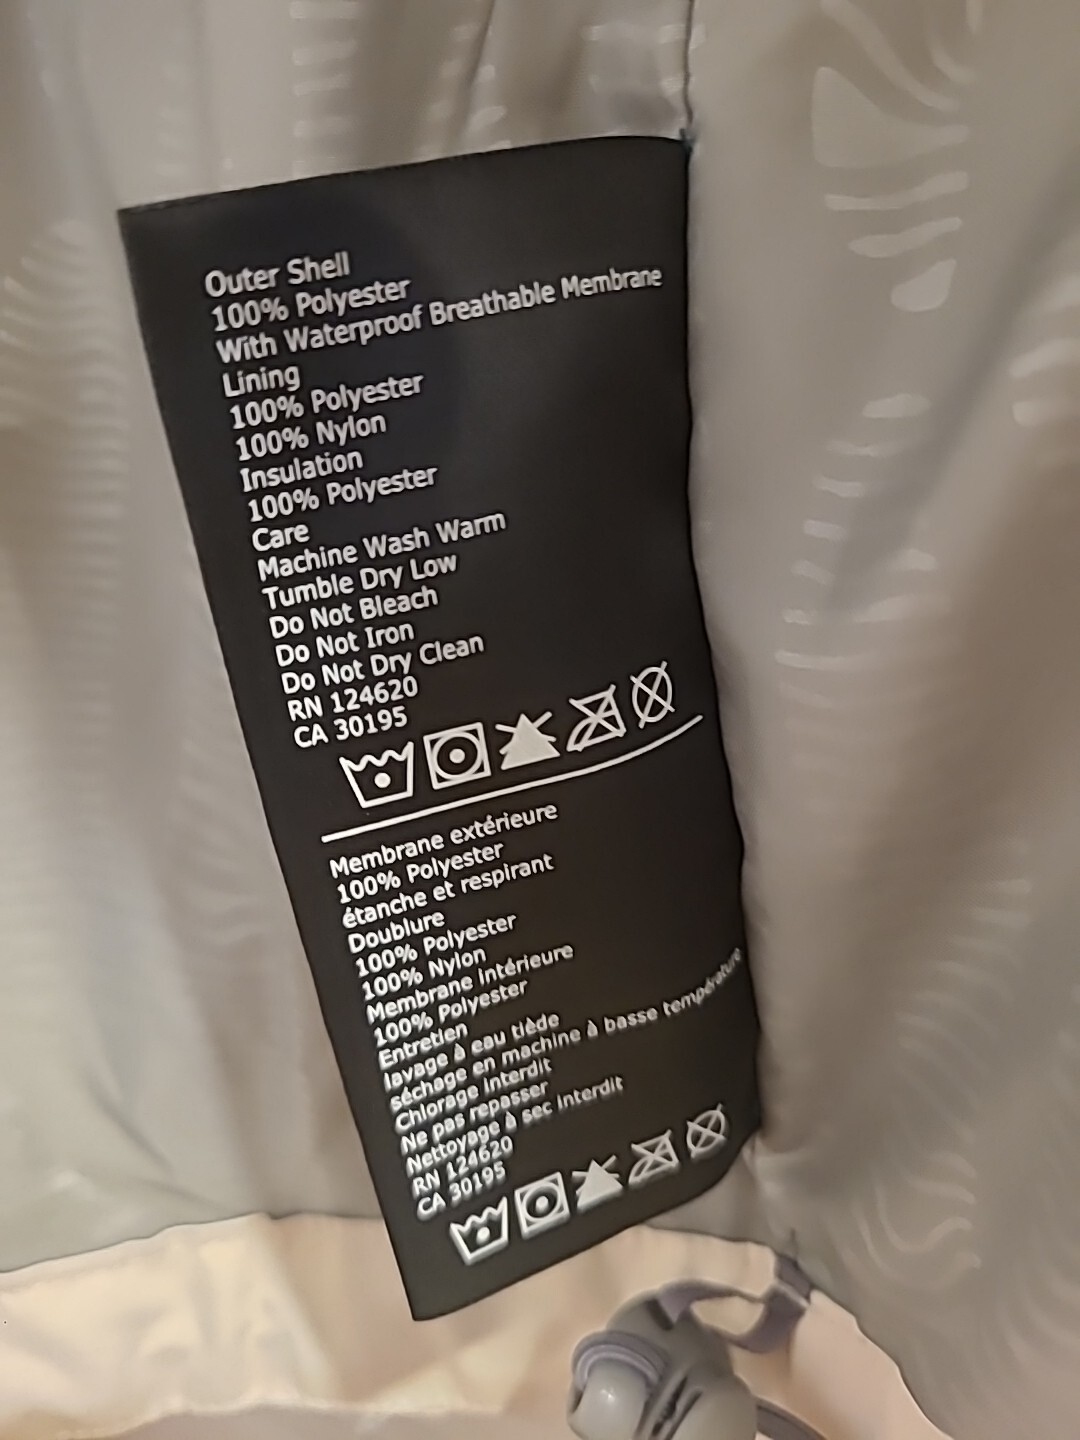 Outer Shell
100% Polyester
With Waterproof Breathable Membrane
Lining
100% Polyester
100% Nylon
Insulation
100% Polyester
Care
Machine Wash Warm
Tumble Dry Low
Do Not Bleach
Do Not Iron
Do Not Dry Clean
RN 124620
CA 30195
Membrane extérieure
100% Polyester
étanche et respirant
Doublure
100% Polyester
100% Nylon
Membrane intérieure
100% Polyester
Entretien
lavage à eau tiède
séchage en machine à basse température
Chlorage interdit
Ne pas repasser
Nettoyage à sec interdit
RN 124620
CA 30195